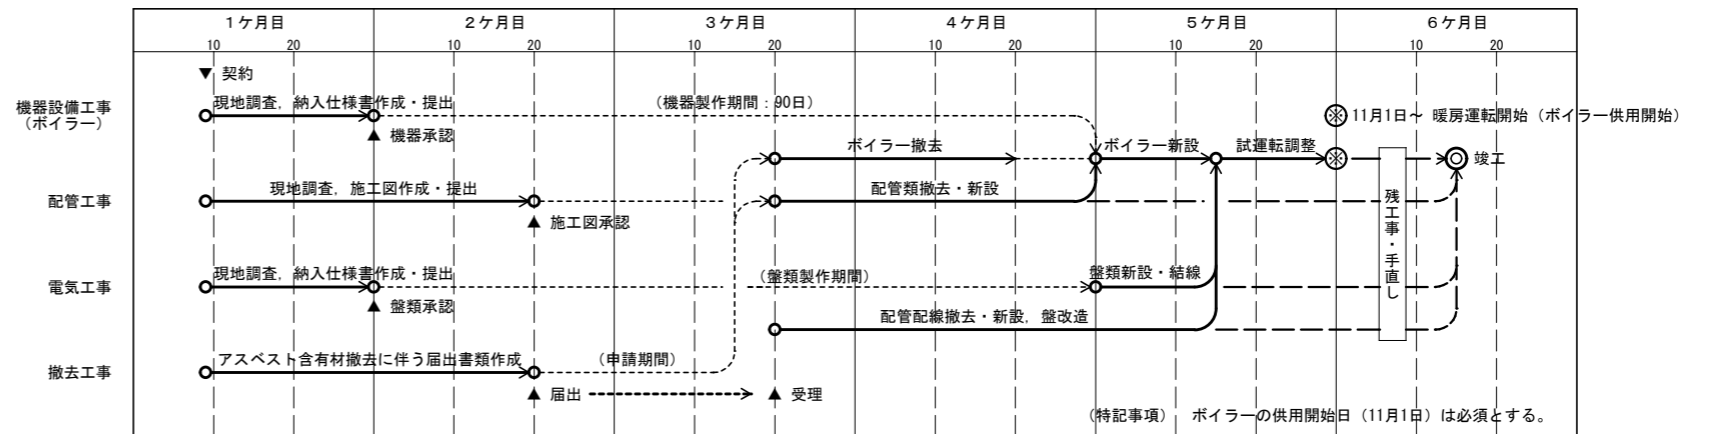 １ケ月目 ２ケ月目 ３ケ月目 ４ケ月目 ５ケ月目 ６ケ月目
10 20 10 20 10 20 10 20 10 20 10 20
▼ 契約
機器設備工事
（ボイラー）
現地調査，納入仕様書作成・提出
（機器製作期間：90日）
▲ 機器承認
11月1日～ 暖房運転開始（ボイラー供用開始）
ボイラー撤去
ボイラー新設
試運転調整
竣工
配管工事
現地調査，施工図作成・提出
▲ 施工図承認
配管類撤去・新設
残工事・手直し
電気工事
現地調査，納入仕様書作成・提出
▲ 盤類承認
（盤類製作期間）
盤類新設・結線
配管配線撤去・新設，盤改造
撤去工事
アスベスト含有材撤去に伴う届出書類作成
（申請期間）
▲ 届出
▲ 受理
（特記事項） ボイラーの供用開始日（11月1日）は必須とする。